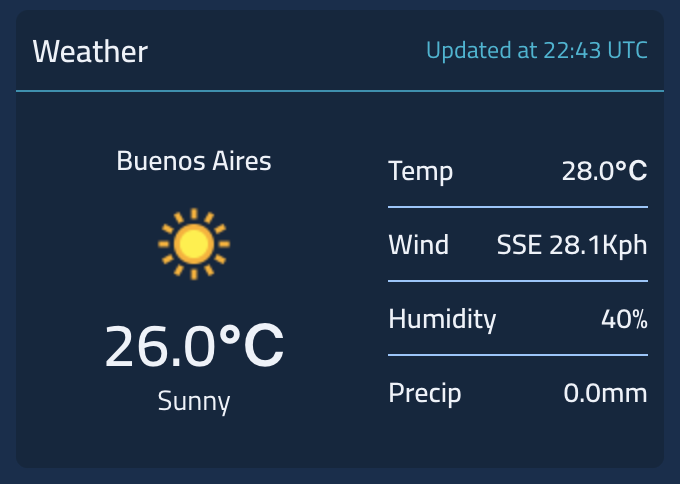 Weather
Updated at 22:43 UTC
Buenos Aires
26.0°C
Sunny
Temp 28.0°C
Wind SSE 28.1Kph
Humidity 40%
Precip 0.0mm